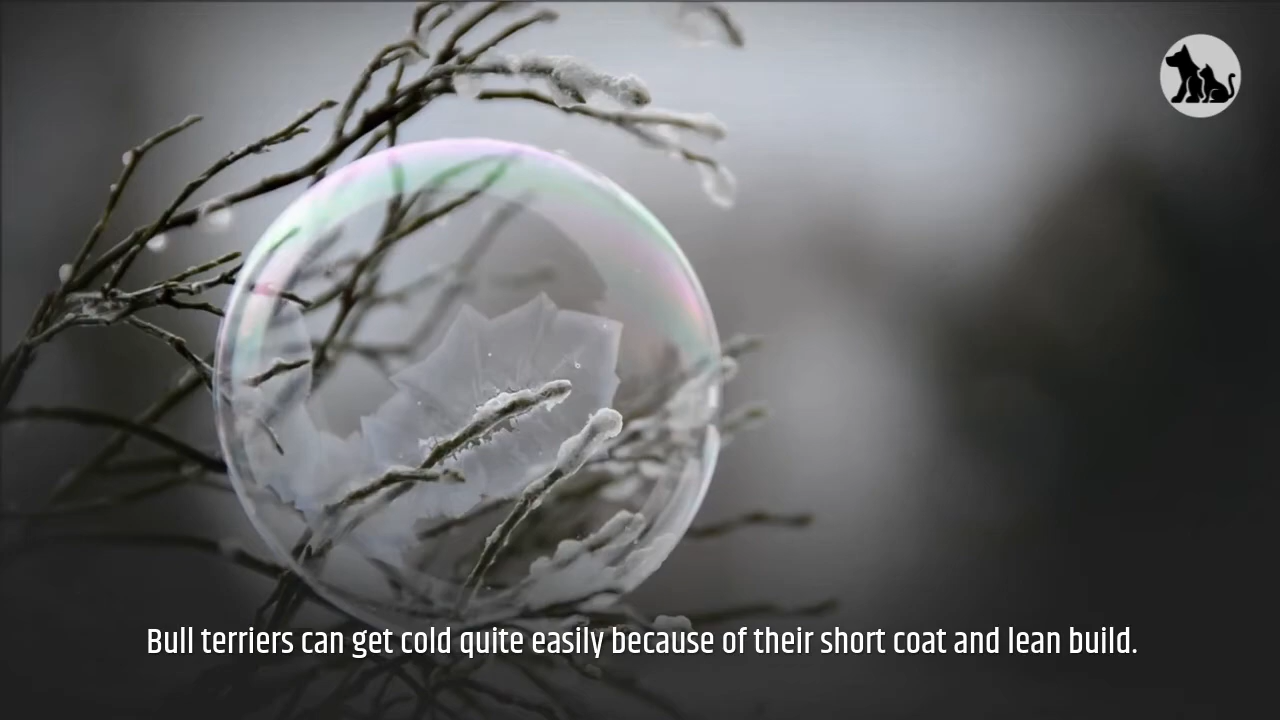 Bull terriers can get cold quite easily because of their short coat and lean build.